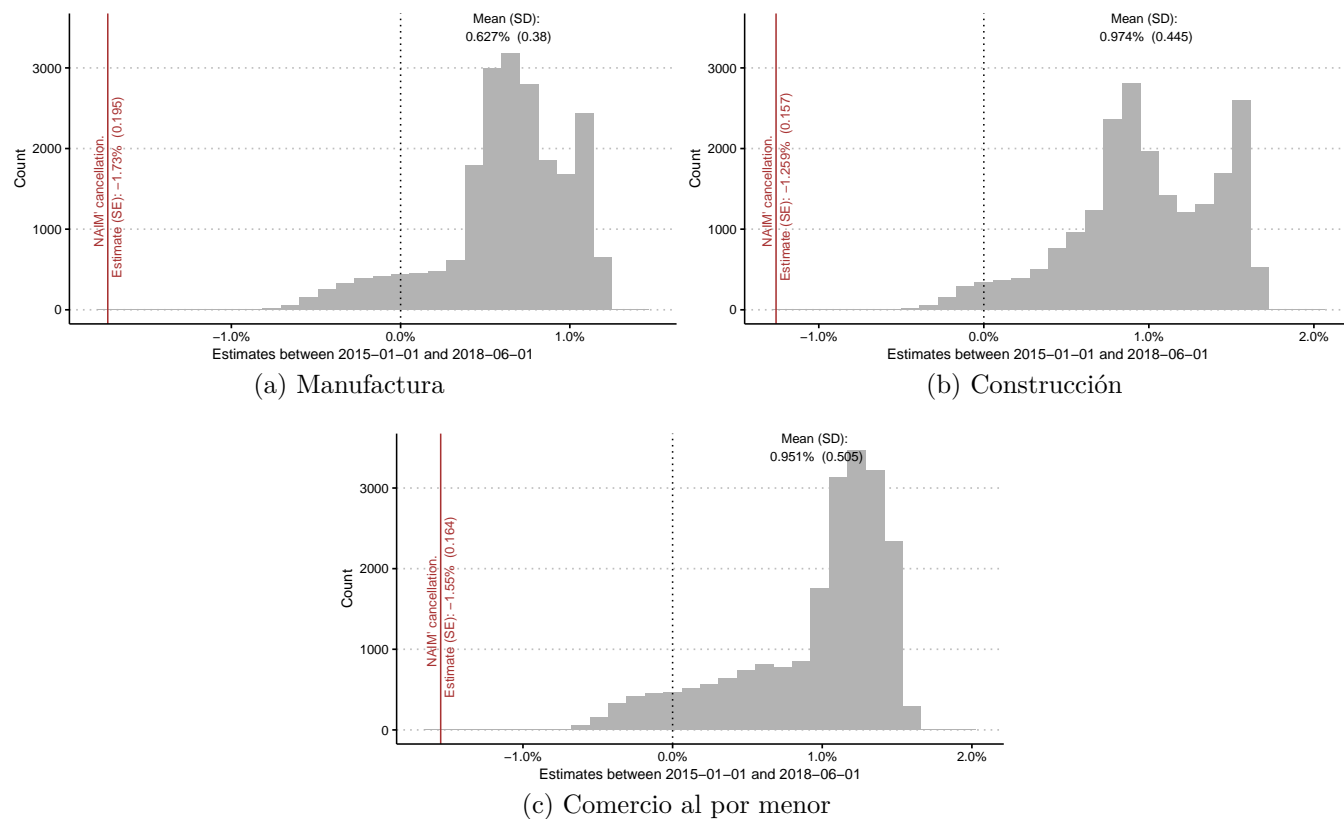 Mean (SD):
0.627% (0.38)
NAIM' cancellation.
Estimate (SE): −1.73% (0.195)
Count
3000
2000
1000
0
−1.0%
0.0%
1.0%
Estimates between 2015−01−01 and 2018−06−01
(a) Manufactura
Mean (SD):
0.974% (0.445)
NAIM' cancellation.
Estimate (SE): −1.259% (0.157)
Count
3000
2000
1000
0
−1.0%
0.0%
1.0%
2.0%
Estimates between 2015−01−01 and 2018−06−01
(b) Construcción
Mean (SD):
0.951% (0.505)
NAIM' cancellation.
Estimate (SE): −1.55% (0.164)
Count
3000
2000
1000
0
−1.0%
0.0%
1.0%
2.0%
Estimates between 2015−01−01 and 2018−06−01
(c) Comercio al por menor